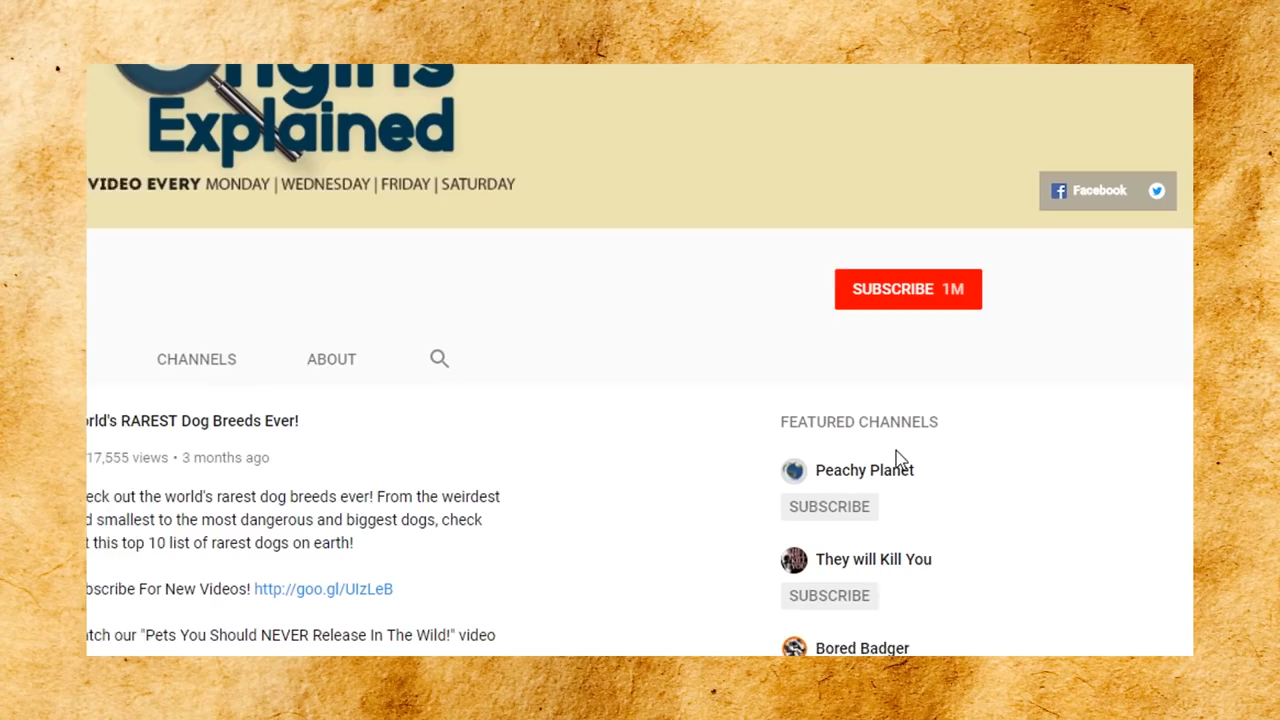 Origins
Explained
VIDEO EVERY MONDAY | WEDNESDAY | FRIDAY | SATURDAY
Facebook
SUBSCRIBE 1M
CHANNELS ABOUT
orld's RAREST Dog Breeds Ever!
17,555 views • 3 months ago
eck out the world's rarest dog breeds ever! From the weirdest
d smallest to the most dangerous and biggest dogs, check
t this top 10 list of rarest dogs on earth!
bscribe For New Videos! http://goo.gl/UIzLeB
atch our "Pets You Should NEVER Release In The Wild!" video
FEATURED CHANNELS
Peachy Planet
SUBSCRIBE
They will Kill You
SUBSCRIBE
Bored Badger